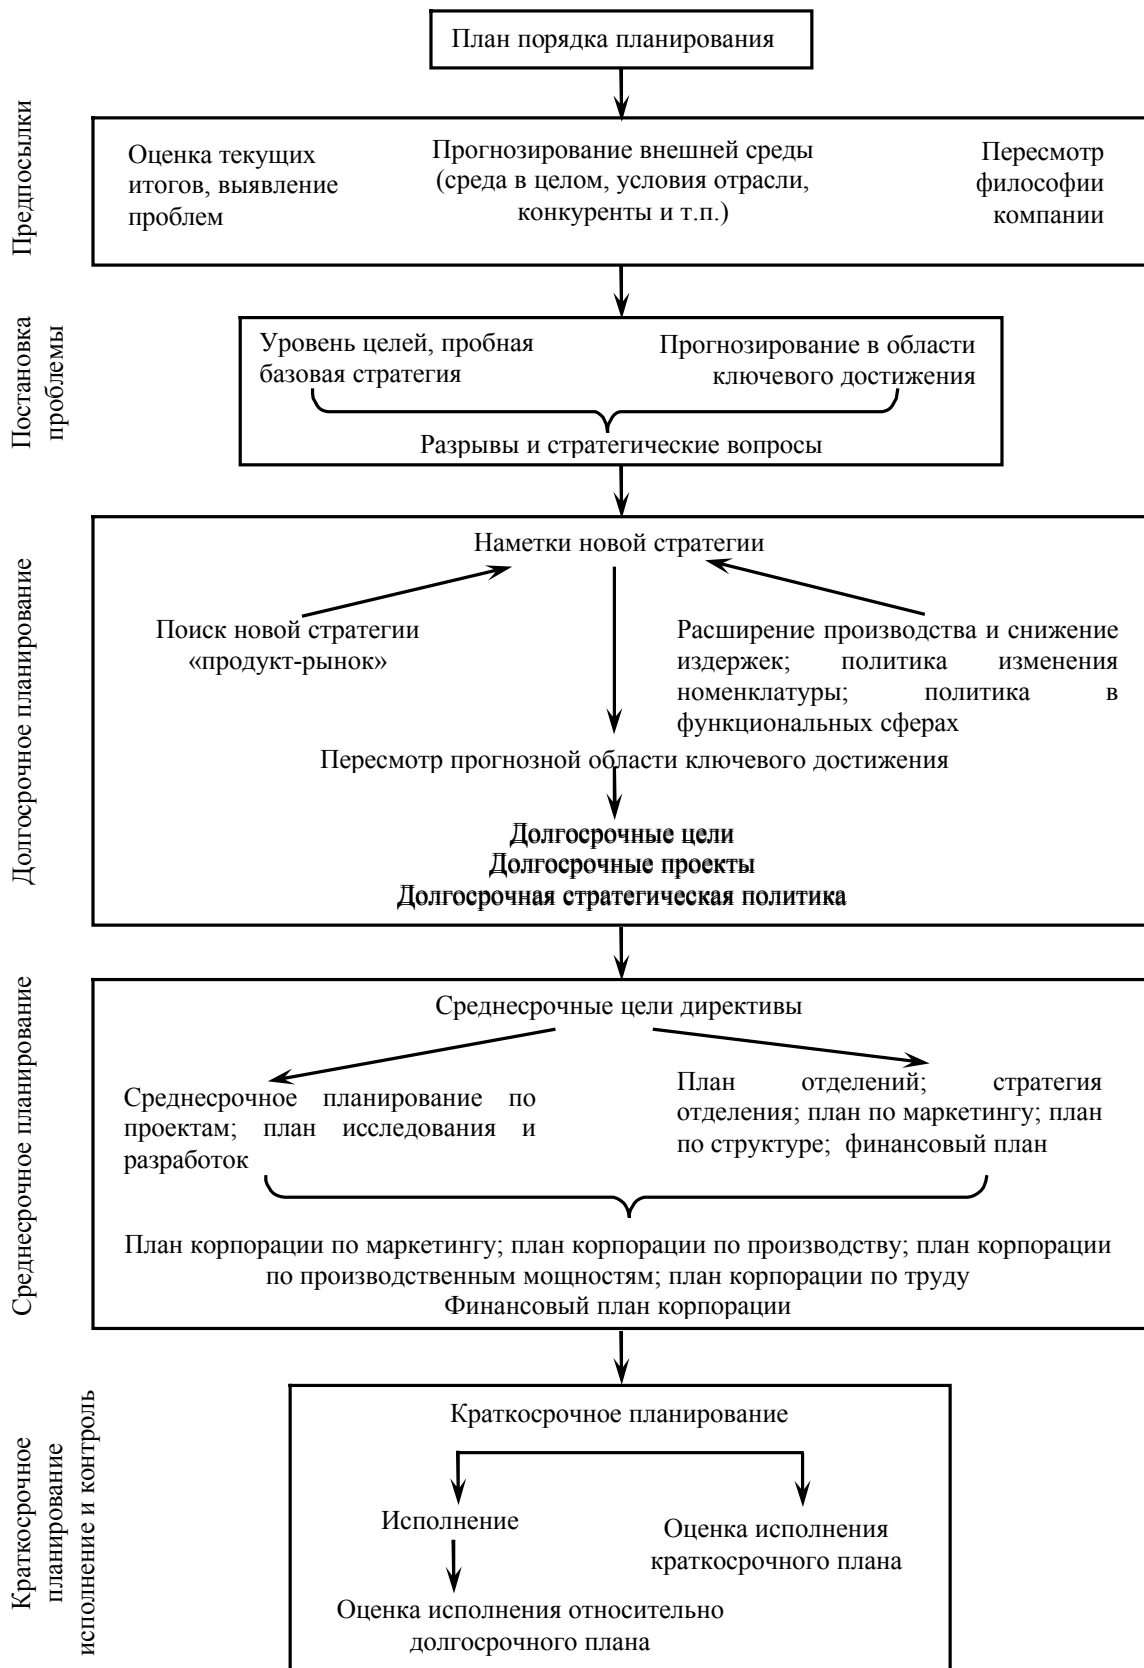 План порядка планирования
Предпосылки
Оценка текущих
итогов, выявление
проблем
Прогнозирование внешней среды
(среда в целом, условия отрасли,
конкуренты и т.п.)
Пересмотр
философии
компании
Постановка
проблемы
Уровень целей, пробная
базовая стратегия
Прогнозирование в области
ключевого достижения
Разрывы и стратегические вопросы
Долгосрочное планирование
Наметки новой стратегии
Поиск новой стратегии
«продукт-рынок»
Расширение производства и снижение
издержек; политика изменения
номенклатуры; политика в
функциональных сферах
Пересмотр прогнозной области ключевого достижения
Долгосрочные цели
Долгосрочные проекты
Долгосрочная стратегическая политика
Среднесрочное планирование
Среднесрочные цели директивы
Среднесрочное планирование по
проектам; план исследования и
разработок
План отделений; стратегия
отделения; план по маркетингу; план
по структуре; финансовый план
План корпорации по маркетингу; план корпорации по производству; план корпорации
по производственным мощностям; план корпорации по труду
Финансовый план корпорации
Краткосрочное
планирование
исполнение и контроль
Краткосрочное планирование
Исполнение
Оценка исполнения
краткосрочного плана
Оценка исполнения относительно
долгосрочного плана